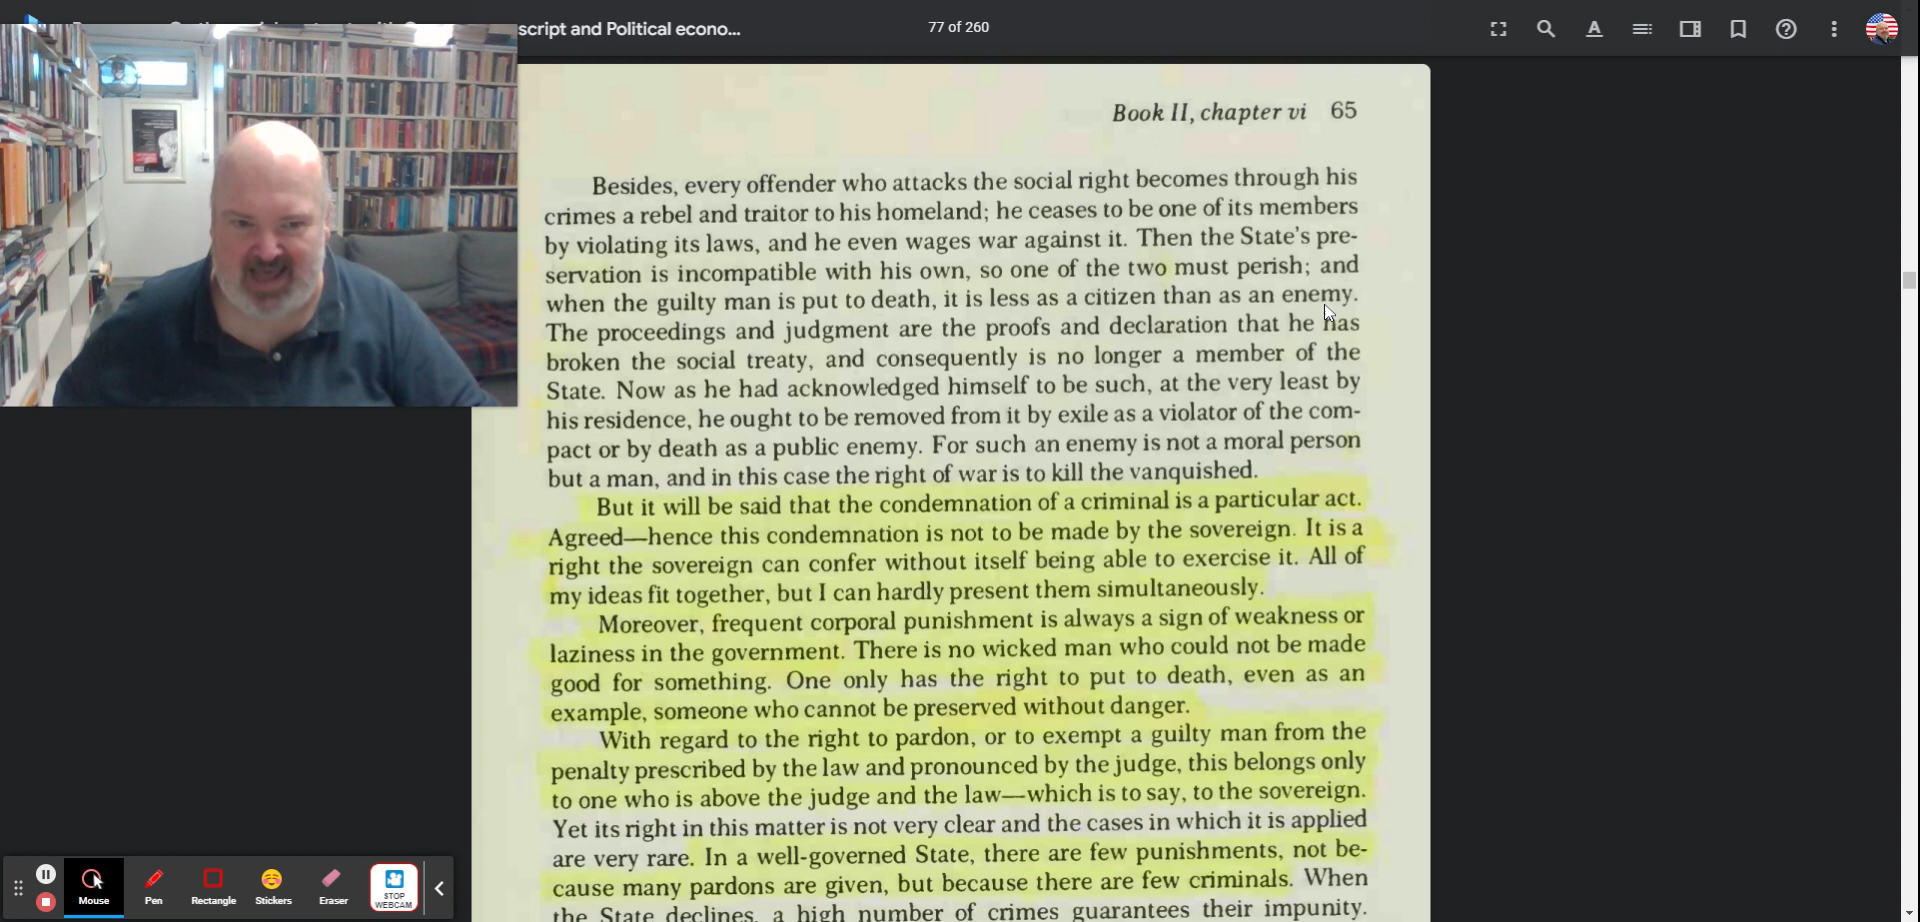 script and Political econo...
77 of 260
Book II, chapter vi 65
Besides, every offender who attacks the social right becomes through his
crimes a rebel and traitor to his homeland; he ceases to be one of its members
by violating its laws, and he even wages war against it. Then the State's pre-
servation is incompatible with his own, so one of the two must perish; and
when the guilty man is put to death, it is less as a citizen than as an enemy.
The proceedings and judgment are the proofs and declaration that he has
broken the social treaty, and consequently is no longer a member of the
State. Now as he had acknowledged himself to be such, at the very least by
his residence, he ought to be removed from it by exile as a violator of the com-
pact or by death as a public enemy. For such an enemy is not a moral person
but a man, and in this case the right of war is to kill the vanquished.
But it will be said that the condemnation of a criminal is a particular act.
Agreed—hence this condemnation is not to be made by the sovereign. It is a
right the sovereign can confer without itself being able to exercise it. All of
my ideas fit together, but I can hardly present them simultaneously.
Moreover, frequent corporal punishment is always a sign of weakness or
laziness in the government. There is no wicked man who could not be made
good for something. One only has the right to put to death, even as an
example, someone who cannot be preserved without danger.
With regard to the right to pardon, or to exempt a guilty man from the
penalty prescribed by the law and pronounced by the judge, this belongs only
to one who is above the judge and the law—which is to say, to the sovereign.
Yet its right in this matter is not very clear and the cases in which it is applied
are very rare. In a well-governed State, there are few punishments, not be-
cause many pardons are given, but because there are few criminals. When
the State declines, a high number of crimes guarantees their impunity.
Mouse
Pen
Rectangle
Stickers
Eraser
STOP
WEBCAM